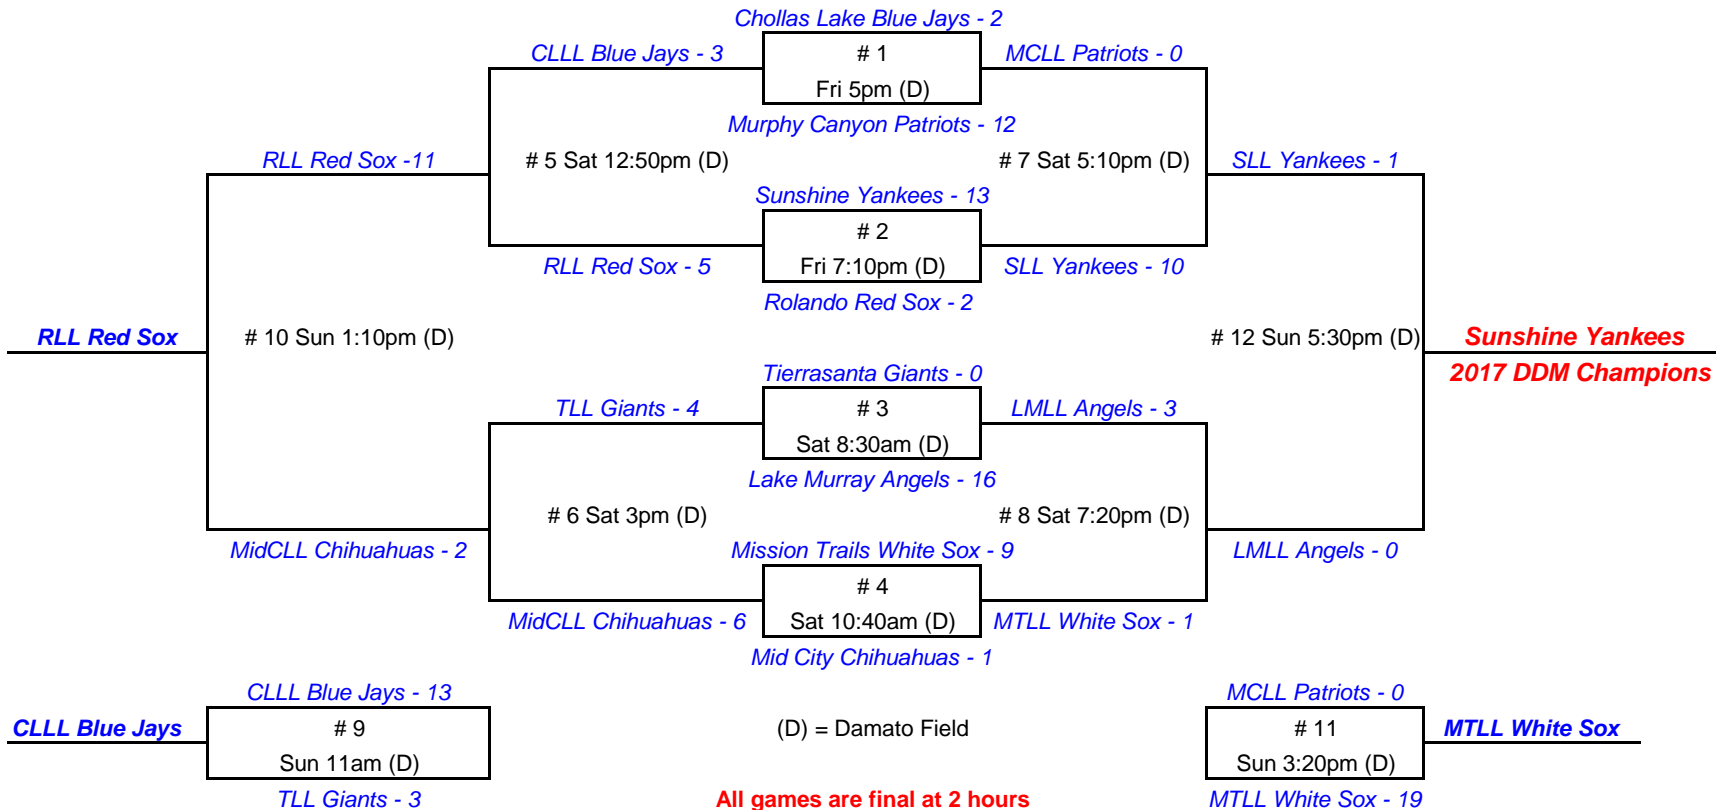 Chollas Lake Blue Jays - 2
CLLL Blue Jays - 3
# 1
MCLL Patriots - 0
Fri 5pm (D)
Murphy Canyon Patriots - 12
RLL Red Sox -11
# 5 Sat 12:50pm (D)
# 7 Sat 5:10pm (D)
SLL Yankees - 1
Sunshine Yankees - 13
# 2
RLL Red Sox - 5
Fri 7:10pm (D)
SLL Yankees - 10
Rolando Red Sox - 2
RLL Red Sox
# 10 Sun 1:10pm (D)
# 12 Sun 5:30pm (D)
Sunshine Yankees
2017 DDM Champions
Tierrasanta Giants - 0
TLL Giants - 4
# 3
LMLL Angels - 3
Sat 8:30am (D)
Lake Murray Angels - 16
# 6 Sat 3pm (D)
# 8 Sat 7:20pm (D)
MidCLL Chihuahuas - 2
Mission Trails White Sox - 9
LMLL Angels - 0
# 4
MidCLL Chihuahuas - 6
Sat 10:40am (D)
MTLL White Sox - 1
Mid City Chihuahuas - 1
CLLL Blue Jays - 13
MCLL Patriots - 0
CLLL Blue Jays
# 9
(D) = Damato Field
# 11
MTLL White Sox
Sun 11am (D)
Sun 3:20pm (D)
TLL Giants - 3
All games are final at 2 hours
MTLL White Sox - 19